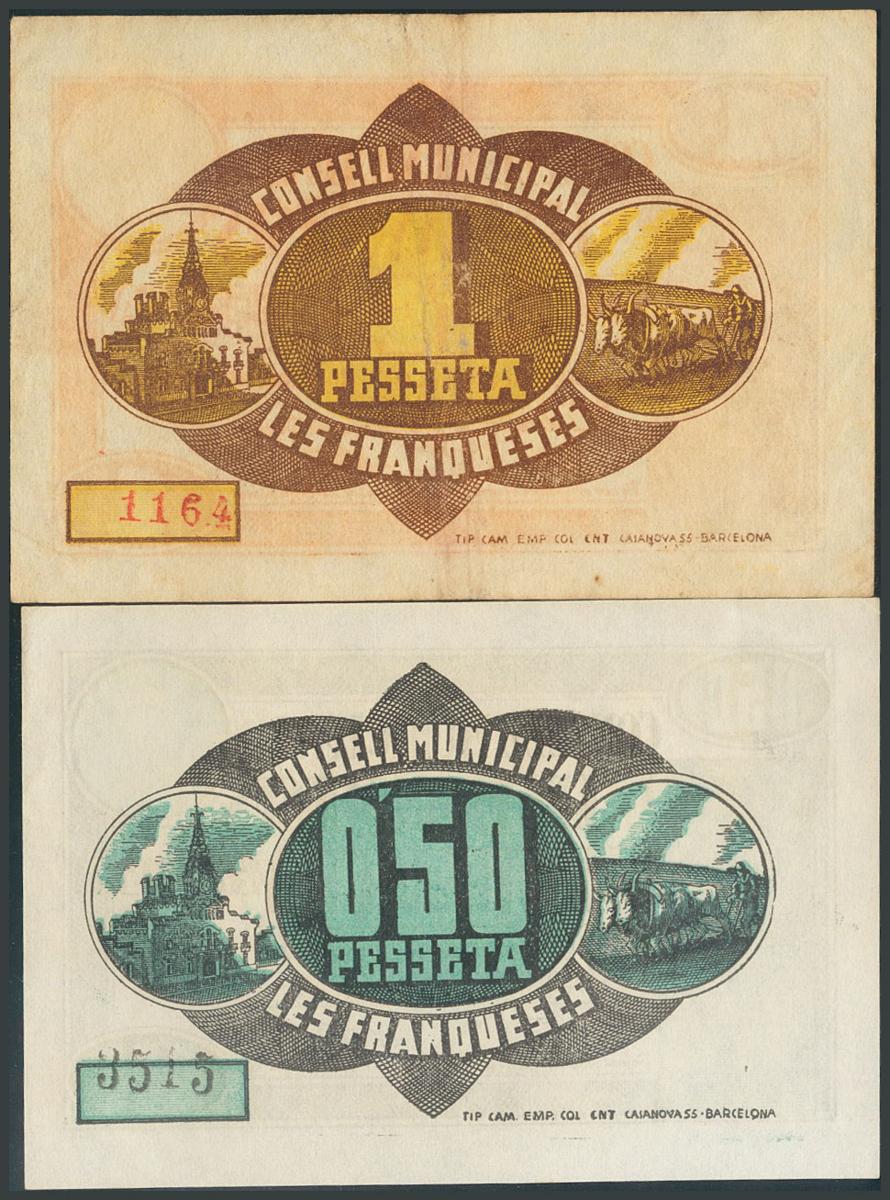 CONSELL MUNICIPAL
1
PESSETA
LES FRANQUESES
1164
TIP CAM EMP COL CNT CASANOVA 55-BARCELONA
CONSELL MUNICIPAL
0'50
PESSETA
LES FRANQUESES
3515
TIP CAM. EMP. COL CNT CASANOVA 55-BARCELONA